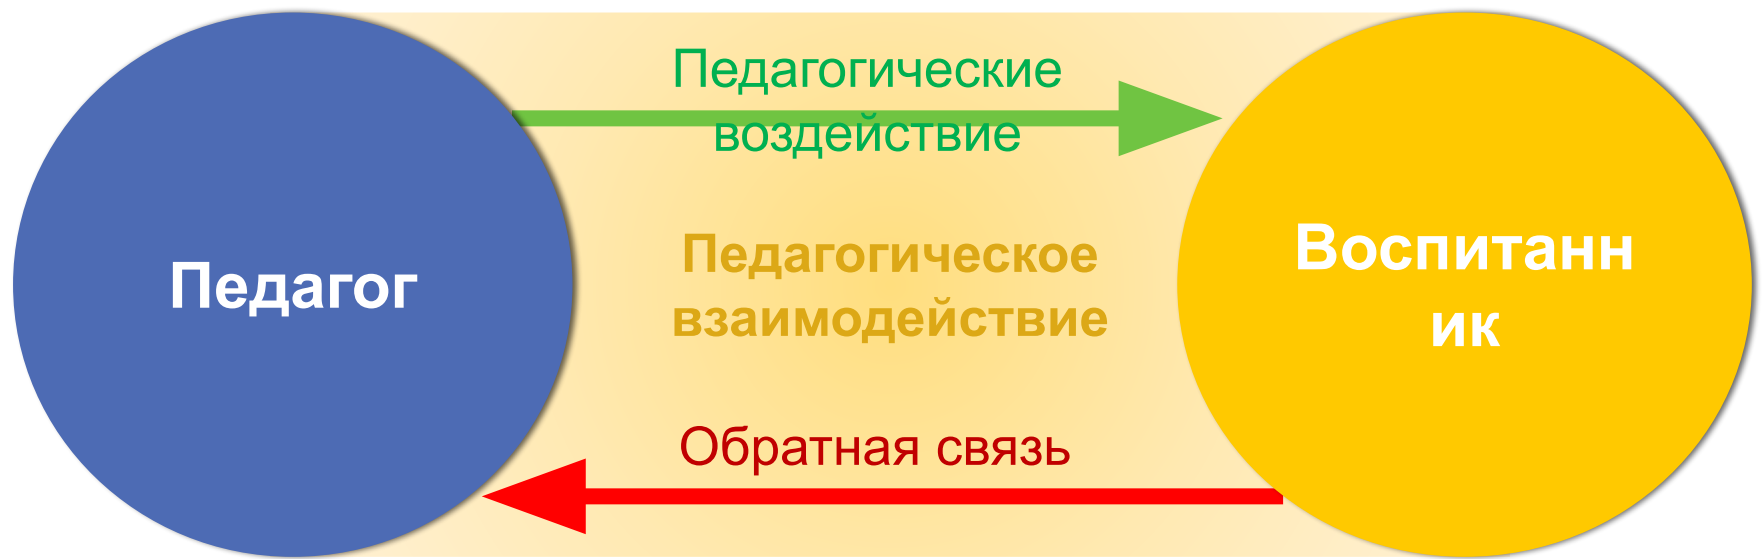 Педагогические
воздействие
Педагог
Педагогическое
взаимодействие
Воспитанн
ик
Обратная связь